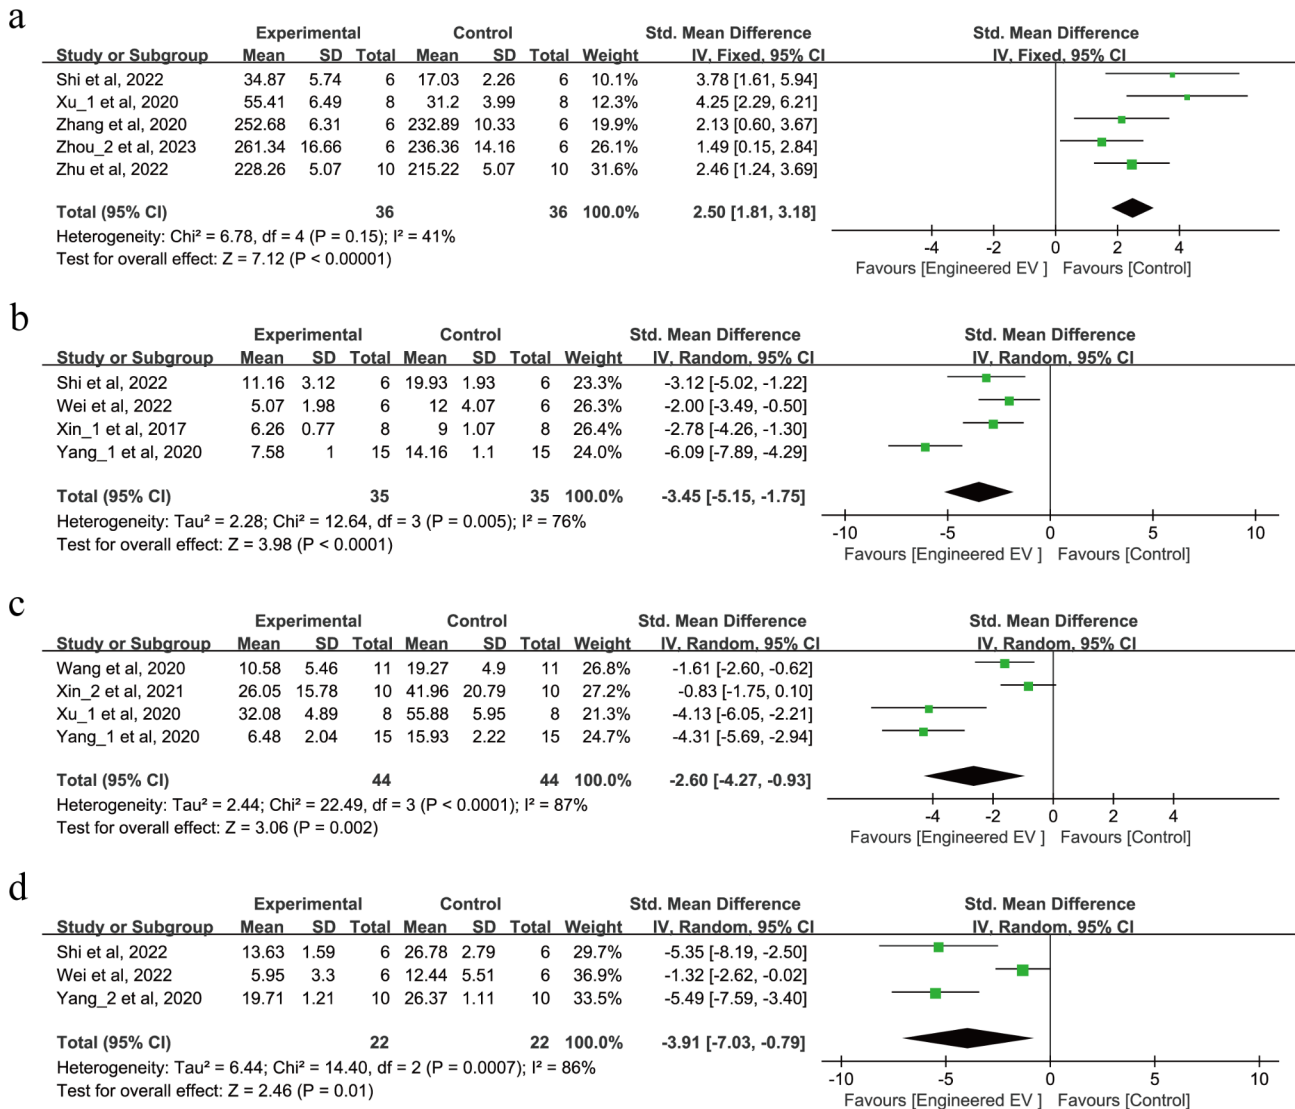 a
Experimental Control Std. Mean Difference Std. Mean Difference
Study or Subgroup Mean SD Total Mean SD Total Weight IV, Fixed, 95% CI IV, Fixed, 95% CI
Shi et al, 2022 34.87 5.74 6 17.03 2.26 6 10.1% 3.78 [1.61, 5.94]
Xu_1 et al, 2020 55.41 6.49 8 31.2 3.99 8 12.3% 4.25 [2.29, 6.21]
Zhang et al, 2020 252.68 6.31 6 232.89 10.33 6 19.9% 2.13 [0.60, 3.67]
Zhou_2 et al, 2023 261.34 16.66 6 236.36 14.16 6 26.1% 1.49 [0.15, 2.84]
Zhu et al, 2022 228.26 5.07 10 215.22 5.07 10 31.6% 2.46 [1.24, 3.69]
Total (95% CI) 36 36 100.0% 2.50 [1.81, 3.18]
Heterogeneity: Chi² = 6.78, df = 4 (P = 0.15); I² = 41%
Test for overall effect: Z = 7.12 (P < 0.00001)
-4 -2 0 2 4
Favours [Engineered EV ] Favours [Control]
b
Experimental Control Std. Mean Difference Std. Mean Difference
Study or Subgroup Mean SD Total Mean SD Total Weight IV, Random, 95% CI IV, Random, 95% CI
Shi et al, 2022 11.16 3.12 6 19.93 1.93 6 23.3% -3.12 [-5.02, -1.22]
Wei et al, 2022 5.07 1.98 6 12 4.07 6 26.3% -2.00 [-3.49, -0.50]
Xin_1 et al, 2017 6.26 0.77 8 9 1.07 8 26.4% -2.78 [-4.26, -1.30]
Yang_1 et al, 2020 7.58 1 15 14.16 1.1 15 24.0% -6.09 [-7.89, -4.29]
Total (95% CI) 35 35 100.0% -3.45 [-5.15, -1.75]
Heterogeneity: Tau² = 2.28; Chi² = 12.64, df = 3 (P = 0.005); I² = 76%
Test for overall effect: Z = 3.98 (P < 0.0001)
-10 -5 0 5 10
Favours [Engineered EV ] Favours [Control]
c
Experimental Control Std. Mean Difference Std. Mean Difference
Study or Subgroup Mean SD Total Mean SD Total Weight IV, Random, 95% CI IV, Random, 95% CI
Wang et al, 2020 10.58 5.46 11 19.27 4.9 11 26.8% -1.61 [-2.60, -0.62]
Xin_2 et al, 2021 26.05 15.78 10 41.96 20.79 10 27.2% -0.83 [-1.75, 0.10]
Xu_1 et al, 2020 32.08 4.89 8 55.88 5.95 8 21.3% -4.13 [-6.05, -2.21]
Yang_1 et al, 2020 6.48 2.04 15 15.93 2.22 15 24.7% -4.31 [-5.69, -2.94]
Total (95% CI) 44 44 100.0% -2.60 [-4.27, -0.93]
Heterogeneity: Tau² = 2.44; Chi² = 22.49, df = 3 (P < 0.0001); I² = 87%
Test for overall effect: Z = 3.06 (P = 0.002)
-4 -2 0 2 4
Favours [Engineered EV ] Favours [Control]
d
Experimental Control Std. Mean Difference Std. Mean Difference
Study or Subgroup Mean SD Total Mean SD Total Weight IV, Random, 95% CI IV, Random, 95% CI
Shi et al, 2022 13.63 1.59 6 26.78 2.79 6 29.7% -5.35 [-8.19, -2.50]
Wei et al, 2022 5.95 3.3 6 12.44 5.51 6 36.9% -1.32 [-2.62, -0.02]
Yang_2 et al, 2020 19.71 1.21 10 26.37 1.11 10 33.5% -5.49 [-7.59, -3.40]
Total (95% CI) 22 22 100.0% -3.91 [-7.03, -0.79]
Heterogeneity: Tau² = 6.44; Chi² = 14.40, df = 2 (P = 0.0007); I² = 86%
Test for overall effect: Z = 2.46 (P = 0.01)
-10 -5 0 5 10
Favours [Engineered EV ] Favours [Control]